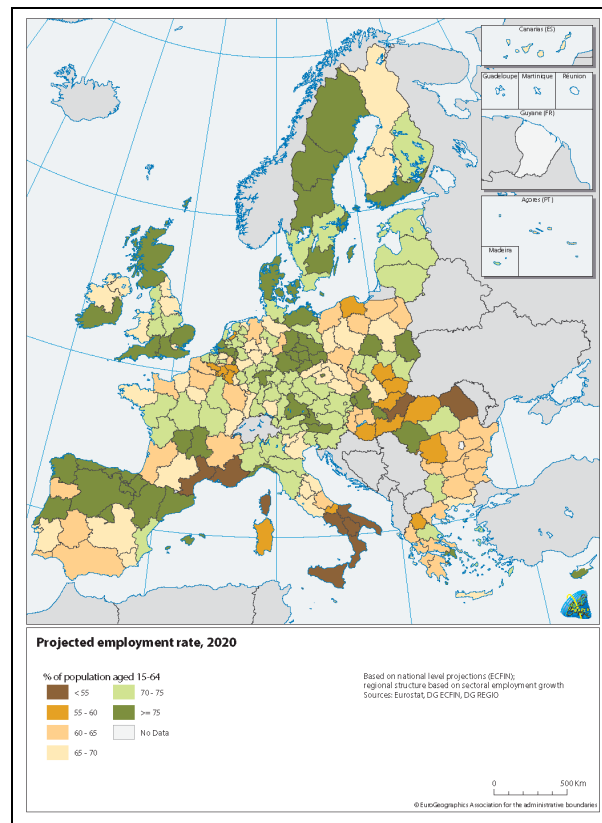 Canarias (ES)
Guadeloupe Martinique Réunion
Guyane (FR)
Açores (PT)
Madeira
Projected employment rate, 2020
% of population aged 15-64
< 55
55 - 60
60 - 65
65 - 70
70 - 75
>= 75
No Data
Based on national level projections (ECFIN);
regional structure based on sectoral employment growth
Sources: Eurostat, DG ECFIN, DG REGIO
0 500 Km
© EuroGeographics Association for the administrative boundaries